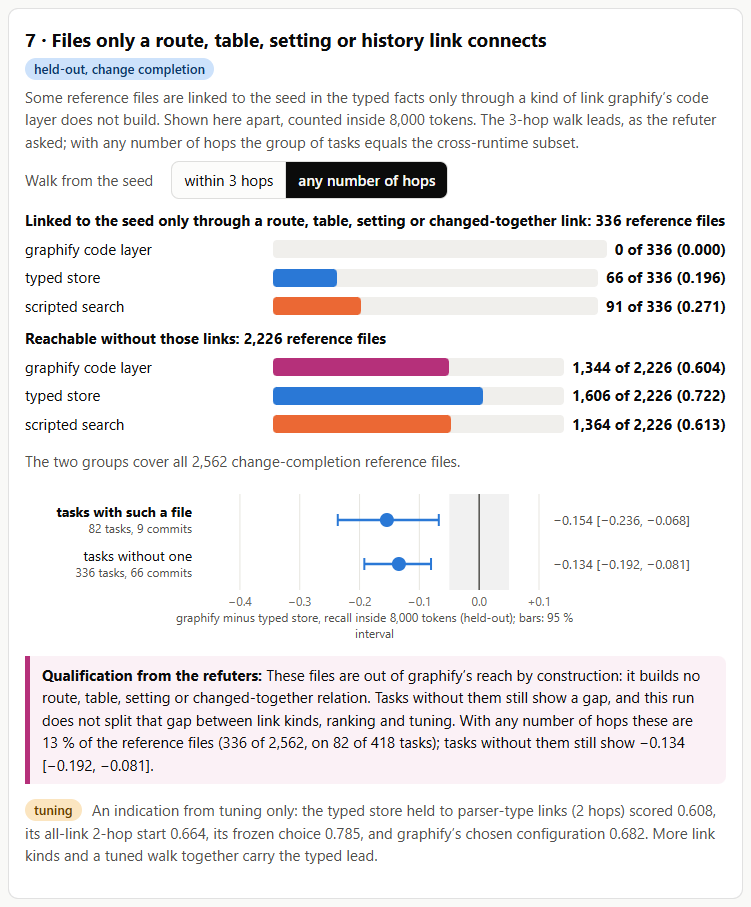 7 · Files only a route, table, setting or history link connects
held-out, change completion
Some reference files are linked to the seed in the typed facts only through a kind of link graphify’s code
layer does not build. Shown here apart, counted inside 8,000 tokens. The 3-hop walk leads, as the refuter
asked; with any number of hops the group of tasks equals the cross-runtime subset.
Walk from the seed within 3 hops any number of hops
Linked to the seed only through a route, table, setting or changed-together link: 336 reference files
graphify code layer 0 of 336 (0.000)
typed store 66 of 336 (0.196)
scripted search 91 of 336 (0.271)
Reachable without those links: 2,226 reference files
graphify code layer 1,344 of 2,226 (0.604)
typed store 1,606 of 2,226 (0.722)
scripted search 1,364 of 2,226 (0.613)
The two groups cover all 2,562 change-completion reference files.
tasks with such a file −0.154 [−0.236, −0.068]
82 tasks, 9 commits
tasks without one −0.134 [−0.192, −0.081]
336 tasks, 66 commits
−0.4 −0.3 −0.2 −0.1 0.0 +0.1
graphify minus typed store, recall inside 8,000 tokens (held-out); bars: 95 %
interval
Qualification from the refuters: These files are out of graphify’s reach by construction: it builds no
route, table, setting or changed-together relation. Tasks without them still show a gap, and this run
does not split that gap between link kinds, ranking and tuning. With any number of hops these are
13 % of the reference files (336 of 2,562, on 82 of 418 tasks); tasks without them still show −0.134
[−0.192, −0.081].
tuning An indication from tuning only: the typed store held to parser-type links (2 hops) scored 0.608,
its all-link 2-hop start 0.664, its frozen choice 0.785, and graphify’s chosen configuration 0.682. More link
kinds and a tuned walk together carry the typed lead.